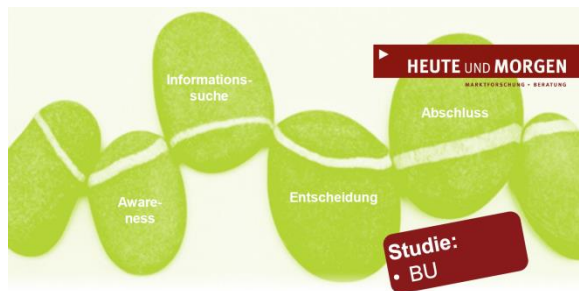 Informations-
suche
HEUTE UND MORGEN
MARKTFORSCHUNG • BERATUNG
Abschluss
Aware-
ness
Entscheidung
Studie:
• BU